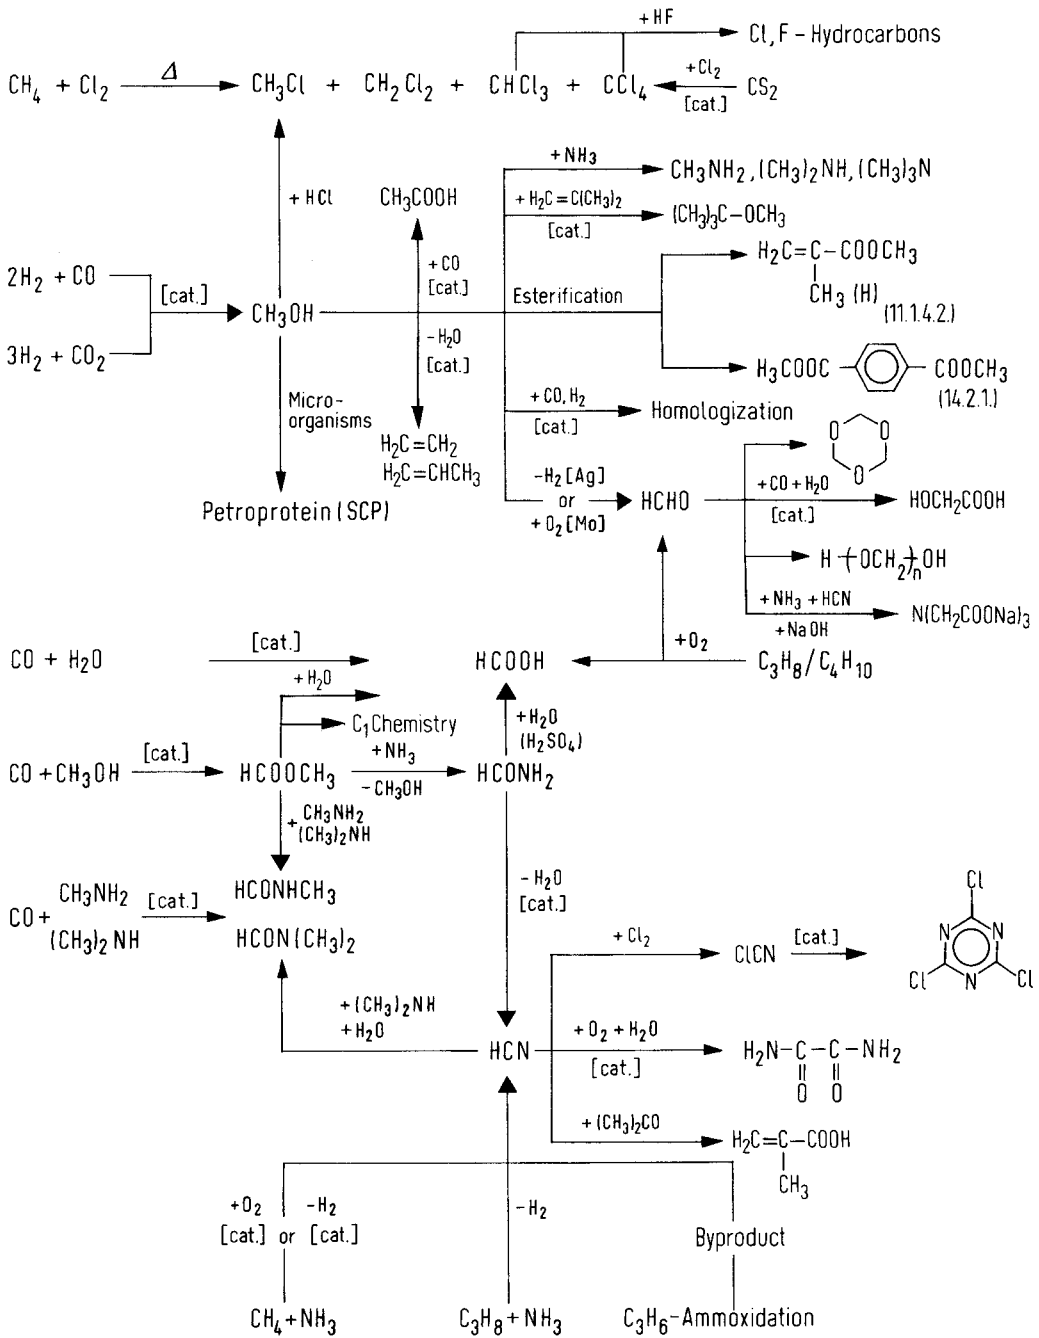 + HF
Cl,F – Hydrocarbons
CH4 + Cl2 Δ CH3Cl + CH2Cl2 + CHCl3 + CCl4 +Cl2 [cat.] CS2
+ NH3
CH3NH2, (CH3)2NH, (CH3)3N
+ HCl
CH3COOH
+ H2C=C(CH3)2
[cat.]
(CH3)3C–OCH3
H2C=C–COOCH3
CH3 (H)
(11.1.4.2.)
2H2 + CO
[cat.]
+CO
[cat.]
Esterification
CH3OH
3H2 + CO2
–H2O
[cat.]
H3COOC
COOCH3
(14.2.1.)
Micro-
organisms
+CO, H2
[cat.]
Homologization
H2C=CH2
H2C=CHCH3
O O
O
Petroprotein (SCP)
–H2 [Ag]
or
+O2 [Mo]
HCHO
+CO + H2O
[cat.]
HOCH2COOH
H–(OCH2)n–OH
+NH3 + HCN
+NaOH
N(CH2COONa)3
+O2
CO + H2O
[cat.]
HCOOH
C3H8/C4H10
+H2O
C1Chemistry
+H2O
(H2SO4)
CO +CH3OH
[cat.]
HCOOCH3
+NH3
–CH3OH
HCONH2
+ CH3NH2
(CH3)2NH
HCONHCH3
HCON(CH3)2
CO+ CH3NH2
(CH3)2NH
[cat.]
–H2O
[cat.]
+ Cl2
ClCN
[cat.]
Cl
N N
Cl N Cl
+ (CH3)2NH
+H2O
HCN
+ O2 + H2O
[cat.]
H2N–C–C–NH2
O O
+ (CH3)2CO
H2C=C–COOH
CH3
+O2 –H2
[cat.] or [cat.]
–H2
Byproduct
CH4+NH3
C3H8+NH3
C3H6-Ammoxidation